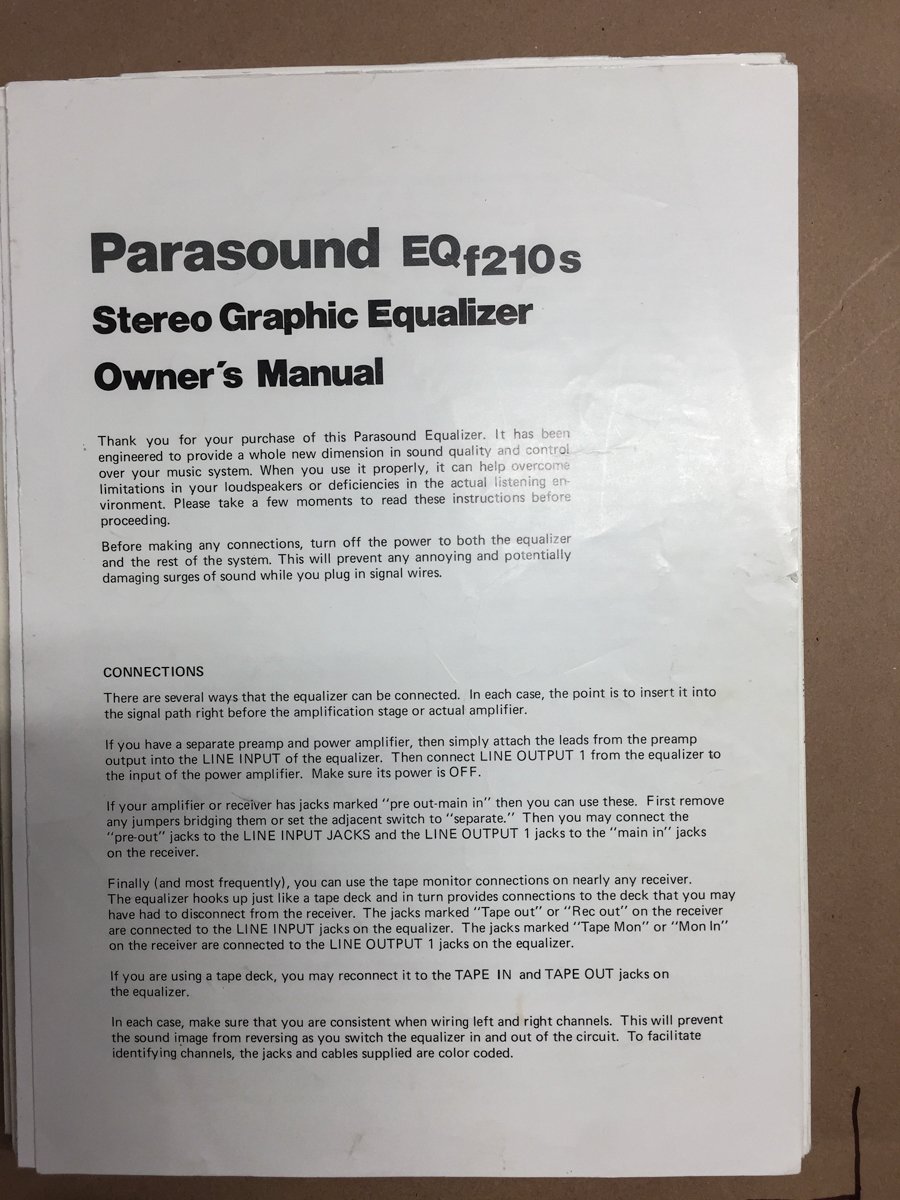 Parasound EQf210s
Stereo Graphic Equalizer
Owner's Manual
Thank you for your purchase of this Parasound Equalizer. It has been
engineered to provide a whole new dimension in sound quality and control
over your music system. When you use it properly, it can help overcome
limitations in your loudspeakers or deficiencies in the actual listening en-
vironment. Please take a few moments to read these instructions before
proceeding.
Before making any connections, turn off the power to both the equalizer
and the rest of the system. This will prevent any annoying and potentially
damaging surges of sound while you plug in signal wires.
CONNECTIONS
There are several ways that the equalizer can be connected. In each case, the point is to insert it into
the signal path right before the amplification stage or actual amplifier.
If you have a separate preamp and power amplifier, then simply attach the leads from the preamp
output into the LINE INPUT of the equalizer. Then connect LINE OUTPUT 1 from the equalizer to
the input of the power amplifier. Make sure its power is OFF.
If your amplifier or receiver has jacks marked "pre out-main in" then you can use these. First remove
any jumpers bridging them or set the adjacent switch to "separate." Then you may connect the
"pre-out" jacks to the LINE INPUT JACKS and the LINE OUTPUT 1 jacks to the "main in" jacks
on the receiver.
Finally (and most frequently), you can use the tape monitor connections on nearly any receiver.
The equalizer hooks up just like a tape deck and in turn provides connections to the deck that you may
have had to disconnect from the receiver. The jacks marked "Tape out" or "Rec out" on the receiver
are connected to the LINE INPUT jacks on the equalizer. The jacks marked "Tape Mon" or "Mon In"
on the receiver are connected to the LINE OUTPUT 1 jacks on the equalizer.
If you are using a tape deck, you may reconnect it to the TAPE IN and TAPE OUT jacks on
the equalizer.
In each case, make sure that you are consistent when wiring left and right channels. This will prevent
the sound image from reversing as you switch the equalizer in and out of the circuit. To facilitate
identifying channels, the jacks and cables supplied are color coded.